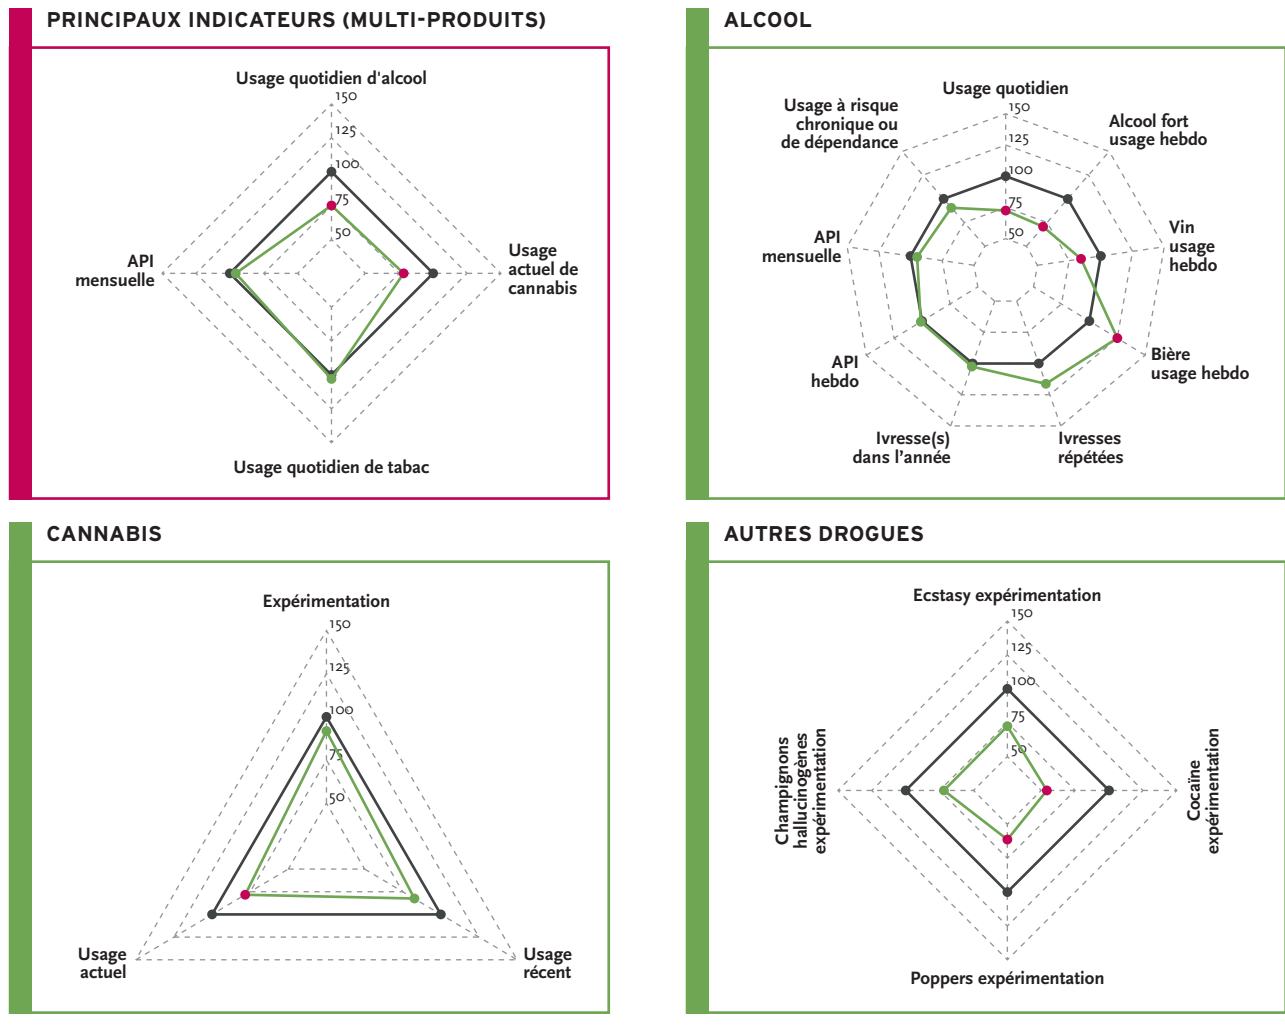 PRINCIPAUX INDICATEURS (MULTI-PRODUITS)
Usage quotidien d'alcool
150
125
100
75
50
Usage
actuel de
cannabis
API
mensuelle
Usage quotidien de tabac
ALCOOL
Usage quotidien
150
125
100
75
50
Alcool fort
usage hebdo
Vin
usage
hebdo
Bière
usage hebdo
Ivresses
répétées
Ivresse(s)
dans l'année
API
hebdo
API
mensuelle
Usage à risque
chronique ou
de dépendance
CANNABIS
Expérimentation
150
125
100
75
50
Usage
actuel
Usage
récent
AUTRES DROGUES
Ecstasy expérimentation
150
125
100
75
50
Champignons
hallucinogènes
expérimentation
Cocaïne
expérimentation
Poppers expérimentation